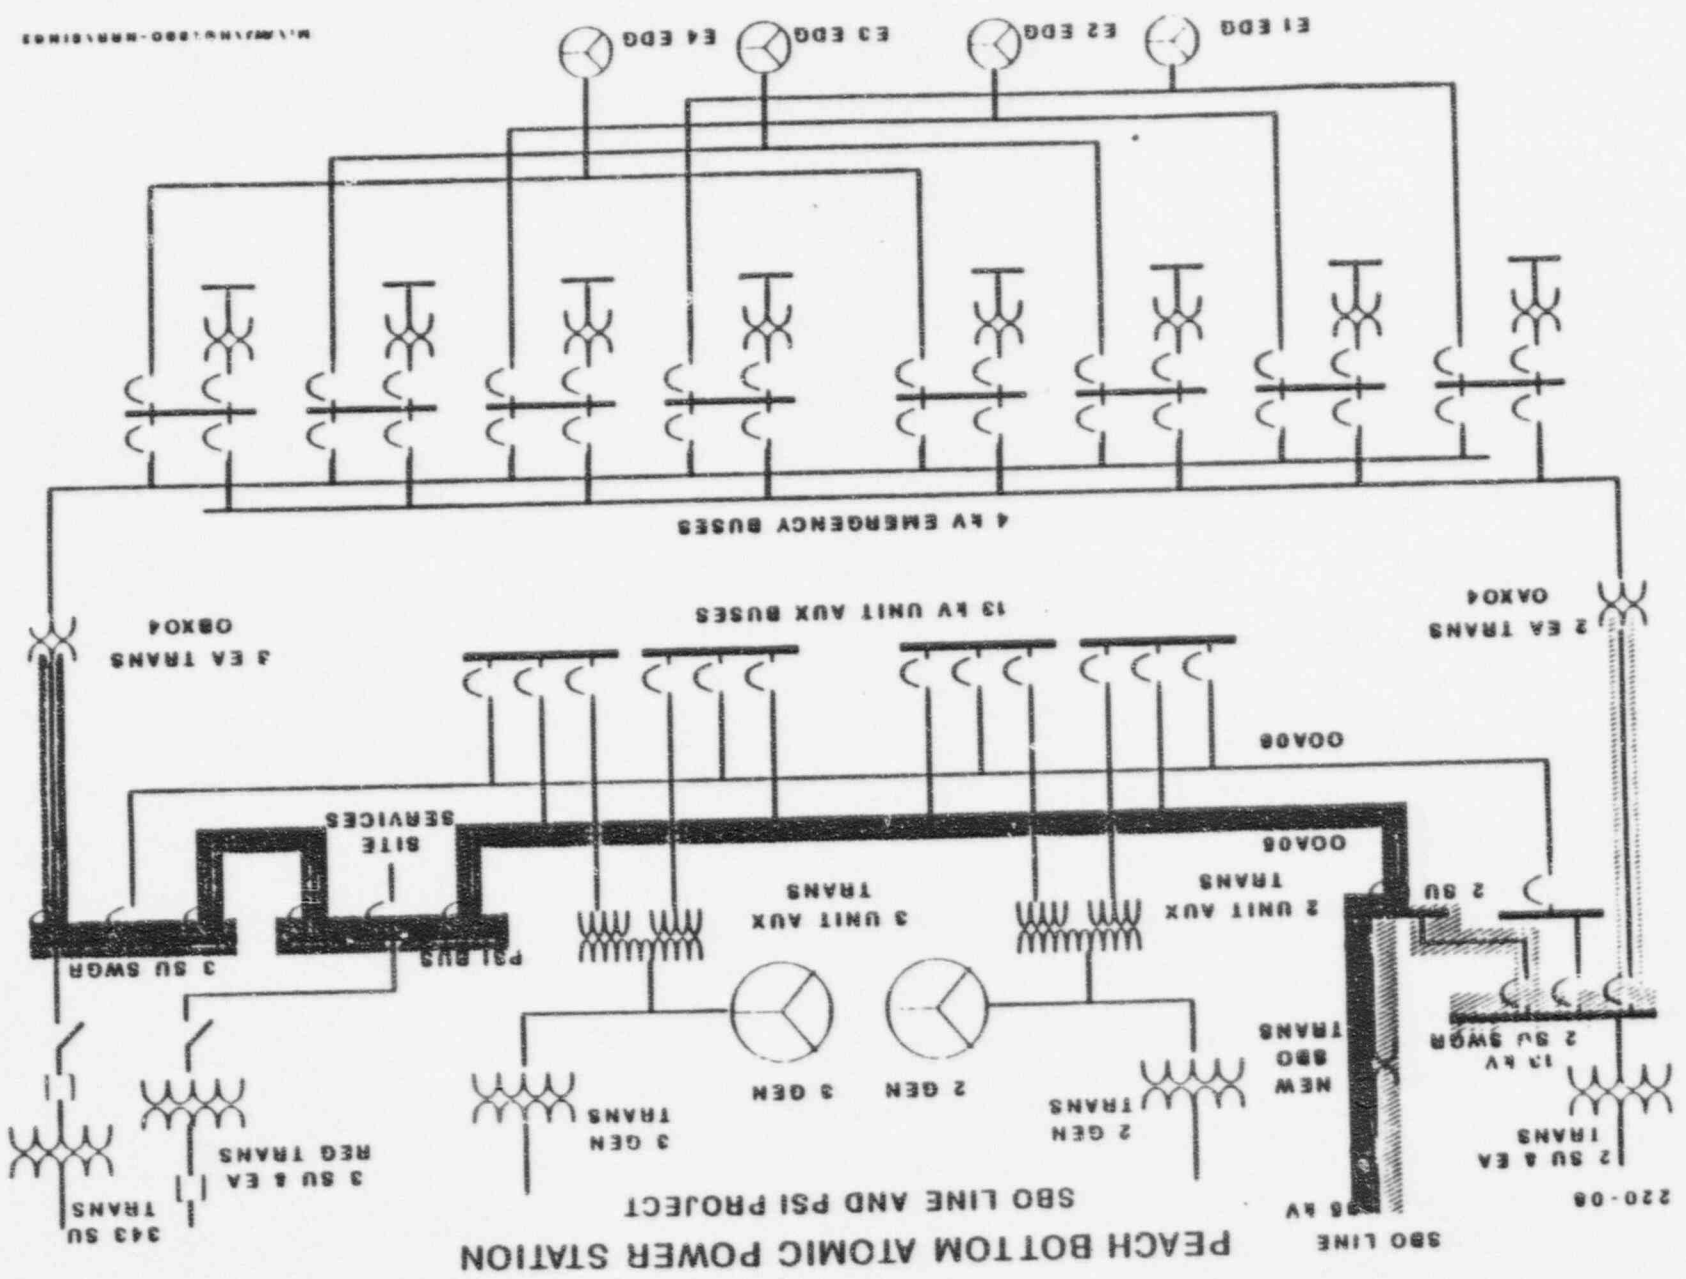 PEACH BOTTOM ATOMIC POWER STATION
SBO LINE AND PSI PROJECT
220-08
2 SU & EA
TRANS
SBO LINE
kV
13 kV
2 SU SWGR
NEW
SBO
TRANS
2 GEN
TRANS
2 GEN
3 GEN
3 GEN
TRANS
3 SU & EA
REG TRANS
343 SU
TRANS
2 SU
2 UNIT AUX
TRANS
3 UNIT AUX
TRANS
PSI BUS
3 SU SWGR
SITE
SERVICES
OOA05
OOA06
13 kV UNIT AUX BUSES
2 EA TRANS
OAX04
3 EA TRANS
OBX04
4 kV EMERGENCY BUSES
E1 EDG
E2 EDG
E3 EDG
E4 EDG